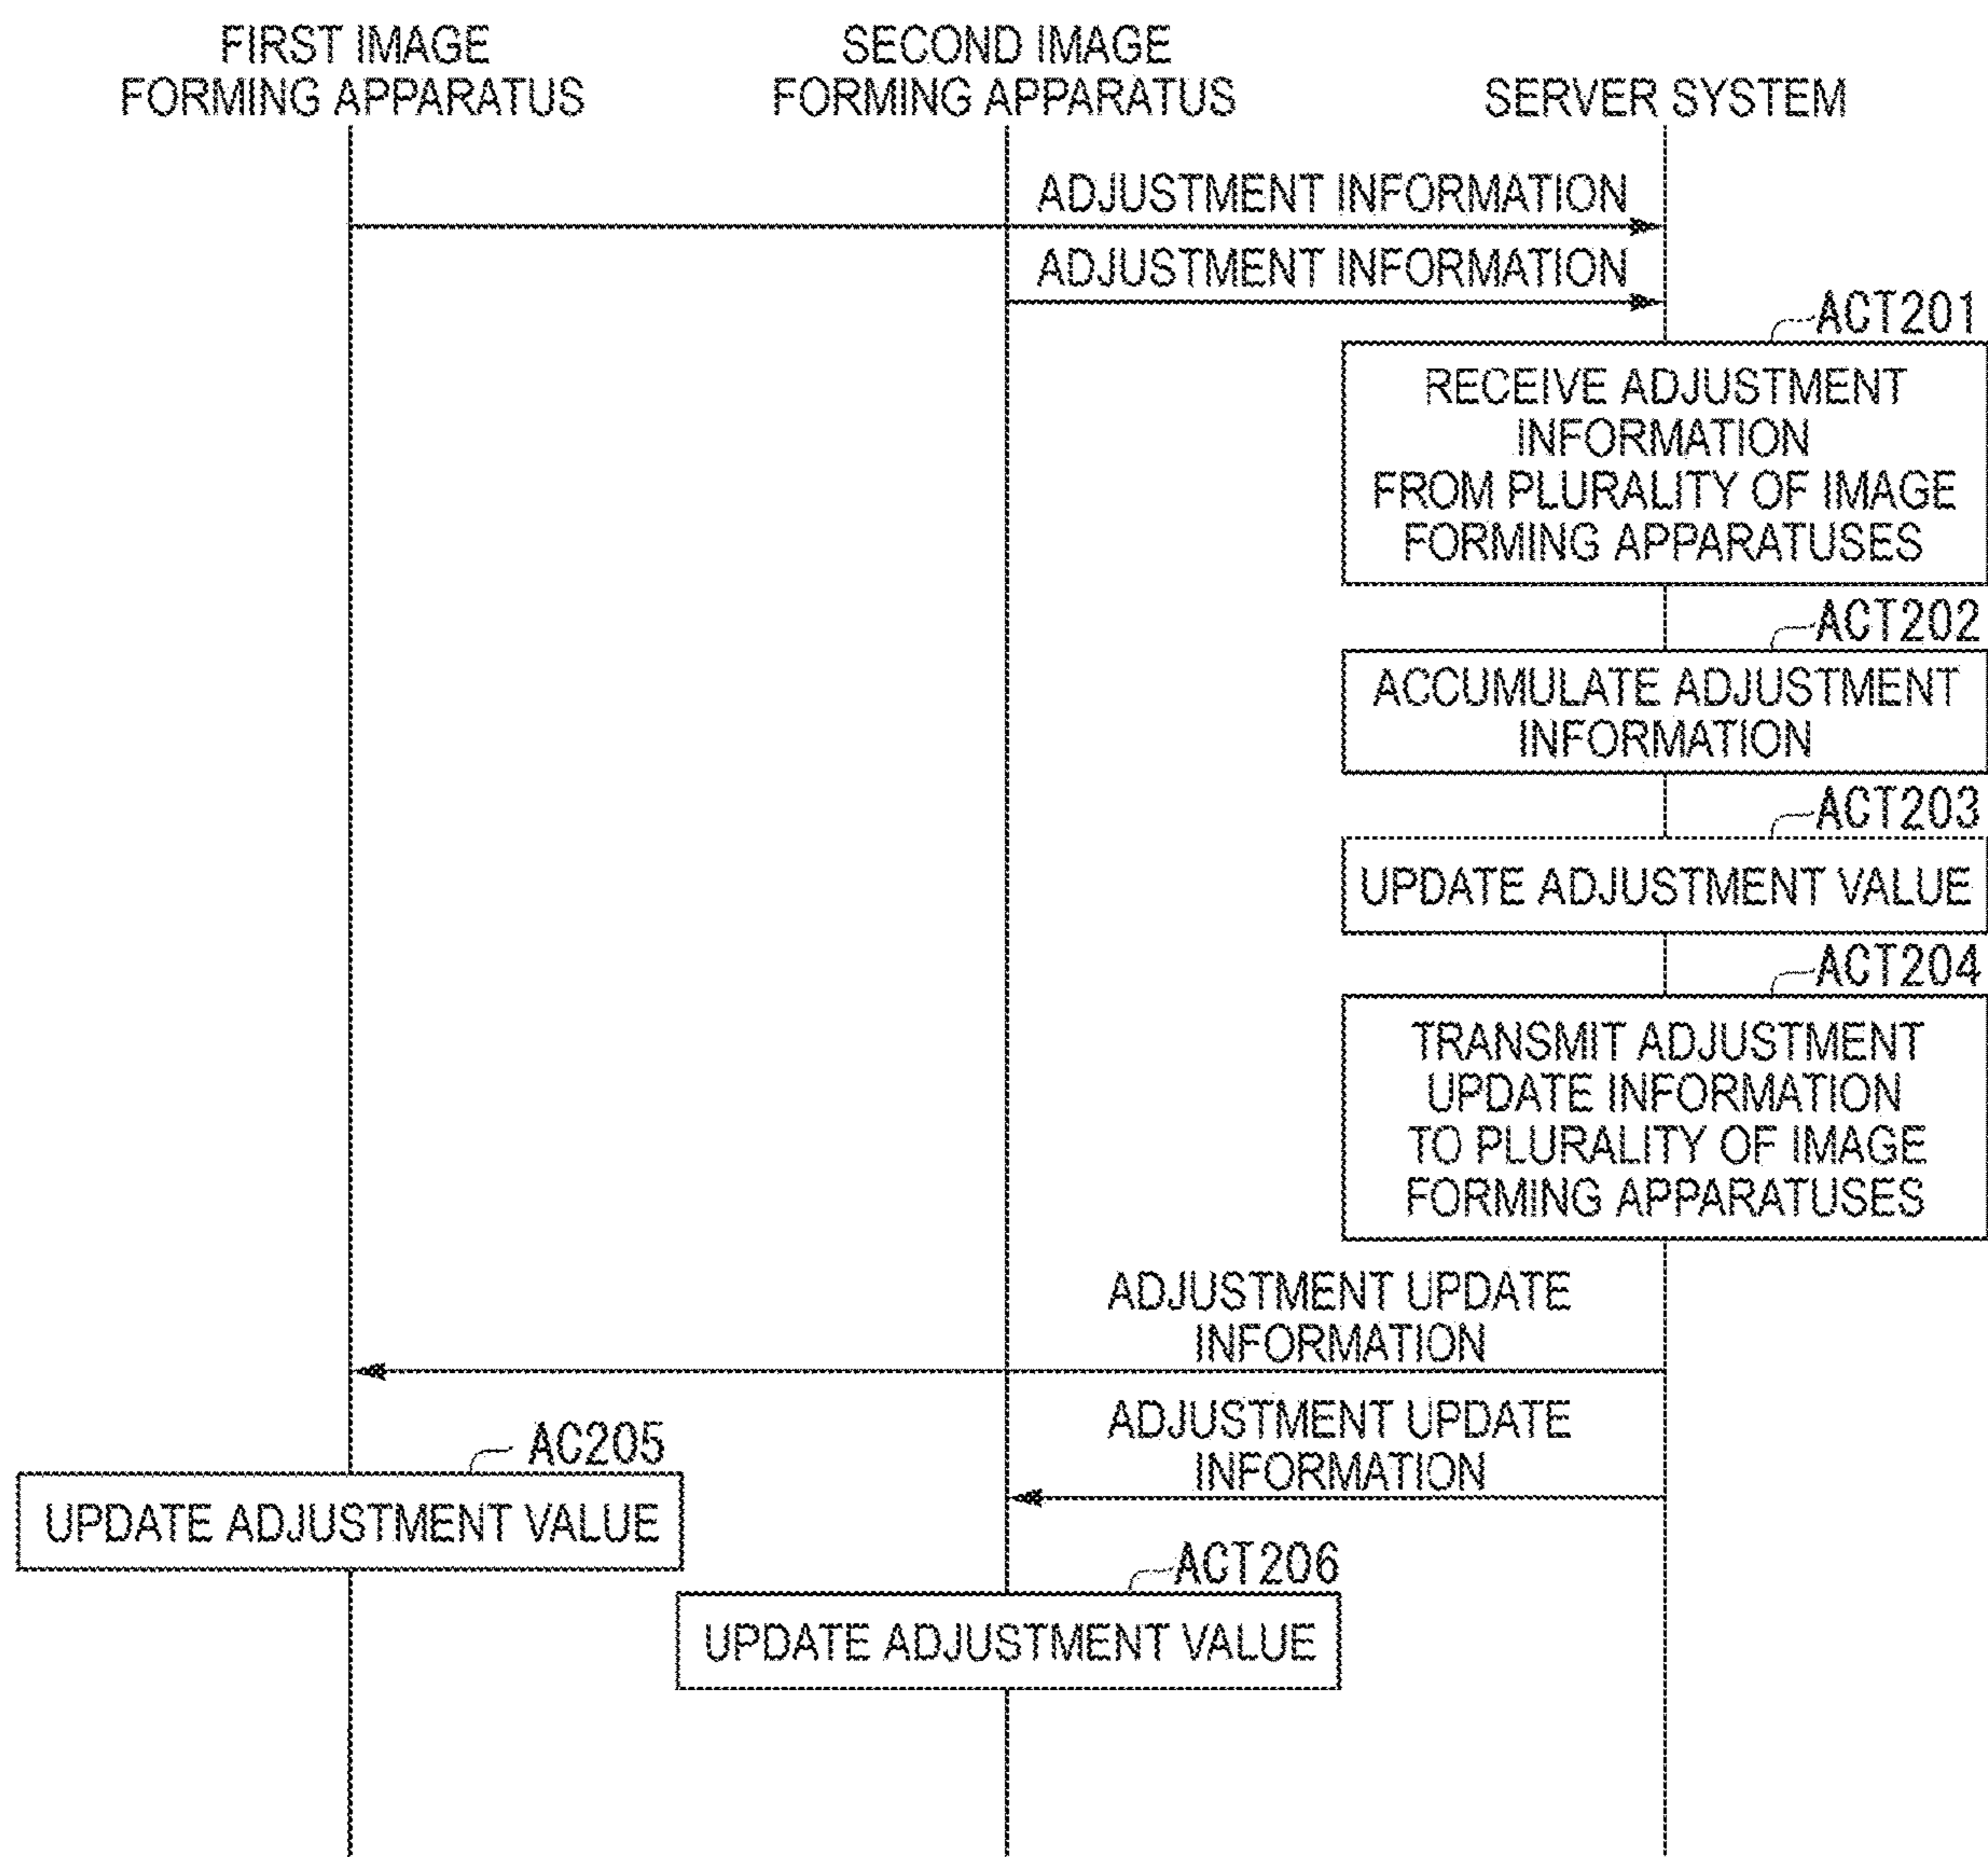 FIRST IMAGE
FORMING APPARATUS
SECOND IMAGE
FORMING APPARATUS
SERVER SYSTEM
ADJUSTMENT INFORMATION
ADJUSTMENT INFORMATION
ACT201
RECEIVE ADJUSTMENT
INFORMATION
FROM PLURALITY OF IMAGE
FORMING APPARATUSES
ACT202
ACCUMULATE ADJUSTMENT
INFORMATION
ACT203
UPDATE ADJUSTMENT VALUE
ACT204
TRANSMIT ADJUSTMENT
UPDATE INFORMATION
TO PLURALITY OF IMAGE
FORMING APPARATUSES
ADJUSTMENT UPDATE
INFORMATION
ADJUSTMENT UPDATE
INFORMATION
AC205
UPDATE ADJUSTMENT VALUE
ACT206
UPDATE ADJUSTMENT VALUE